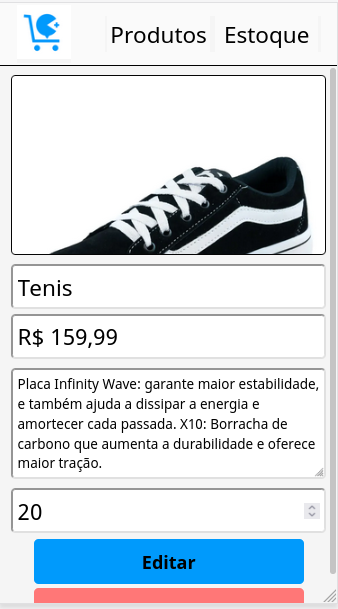 Produtos
Estoque
Tenis
R$ 159,99
Placa Infinity Wave: garante maior estabilidade,
e também ajuda a dissipar a energia e
amortecer cada passada. X10: Borracha de
carbono que aumenta a durabilidade e oferece
maior tração.
20
Editar